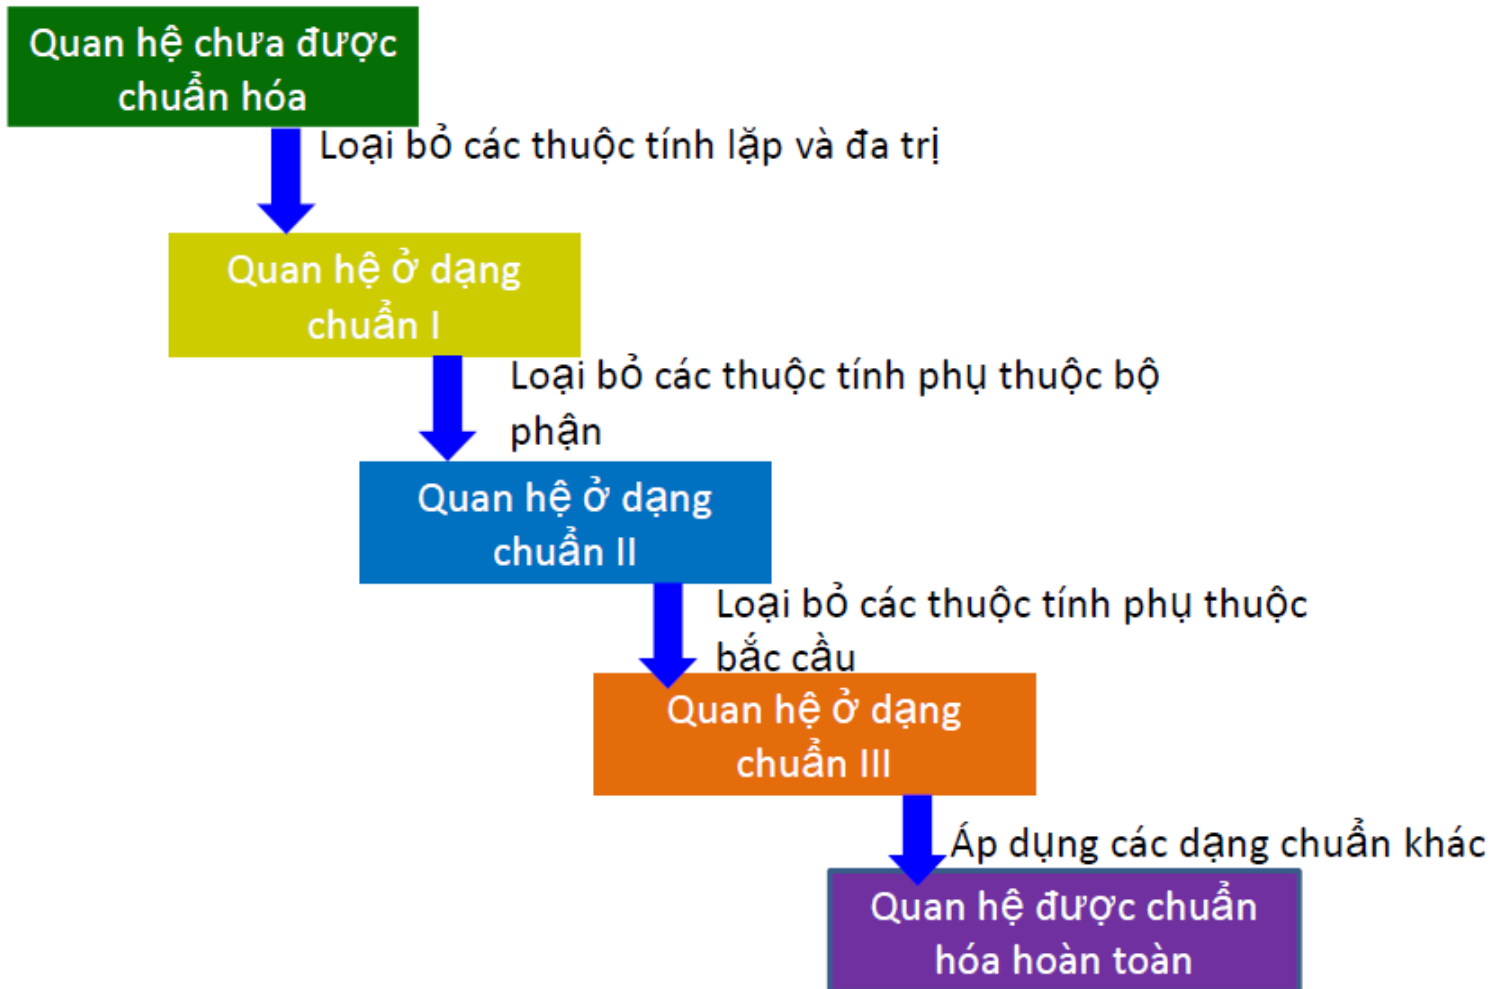 Quan hệ chưa được
chuẩn hóa
Loại bỏ các thuộc tính lặp và đa trị
Quan hệ ở dạng
chuẩn I
Loại bỏ các thuộc tính phụ thuộc bộ
phận
Quan hệ ở dạng
chuẩn II
Loại bỏ các thuộc tính phụ thuộc
bắc cầu
Quan hệ ở dạng
chuẩn III
Áp dụng các dạng chuẩn khác
Quan hệ được chuẩn
hóa hoàn toàn